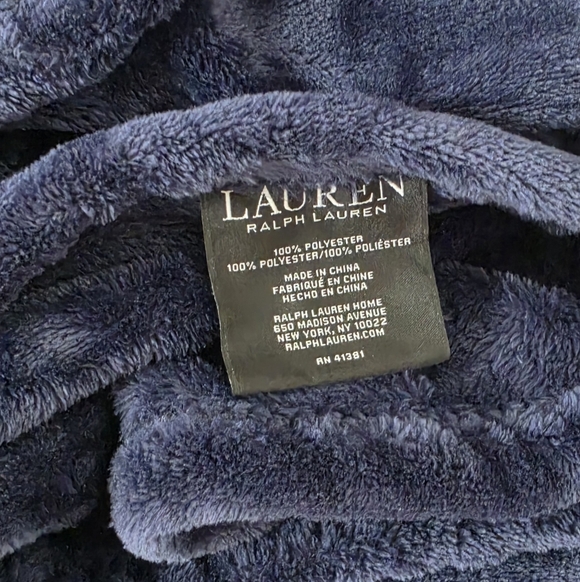 LAUREN
RALPH LAUREN
100% POLYESTER
100% POLYESTER/100% POLIÉSTER
MADE IN CHINA
FABRIQUÉ EN CHINE
HECHO EN CHINA
RALPH LAUREN HOME
650 MADISON AVENUE
NEW YORK, NY 10022
RALPHLAUREN.COM
RN 41381